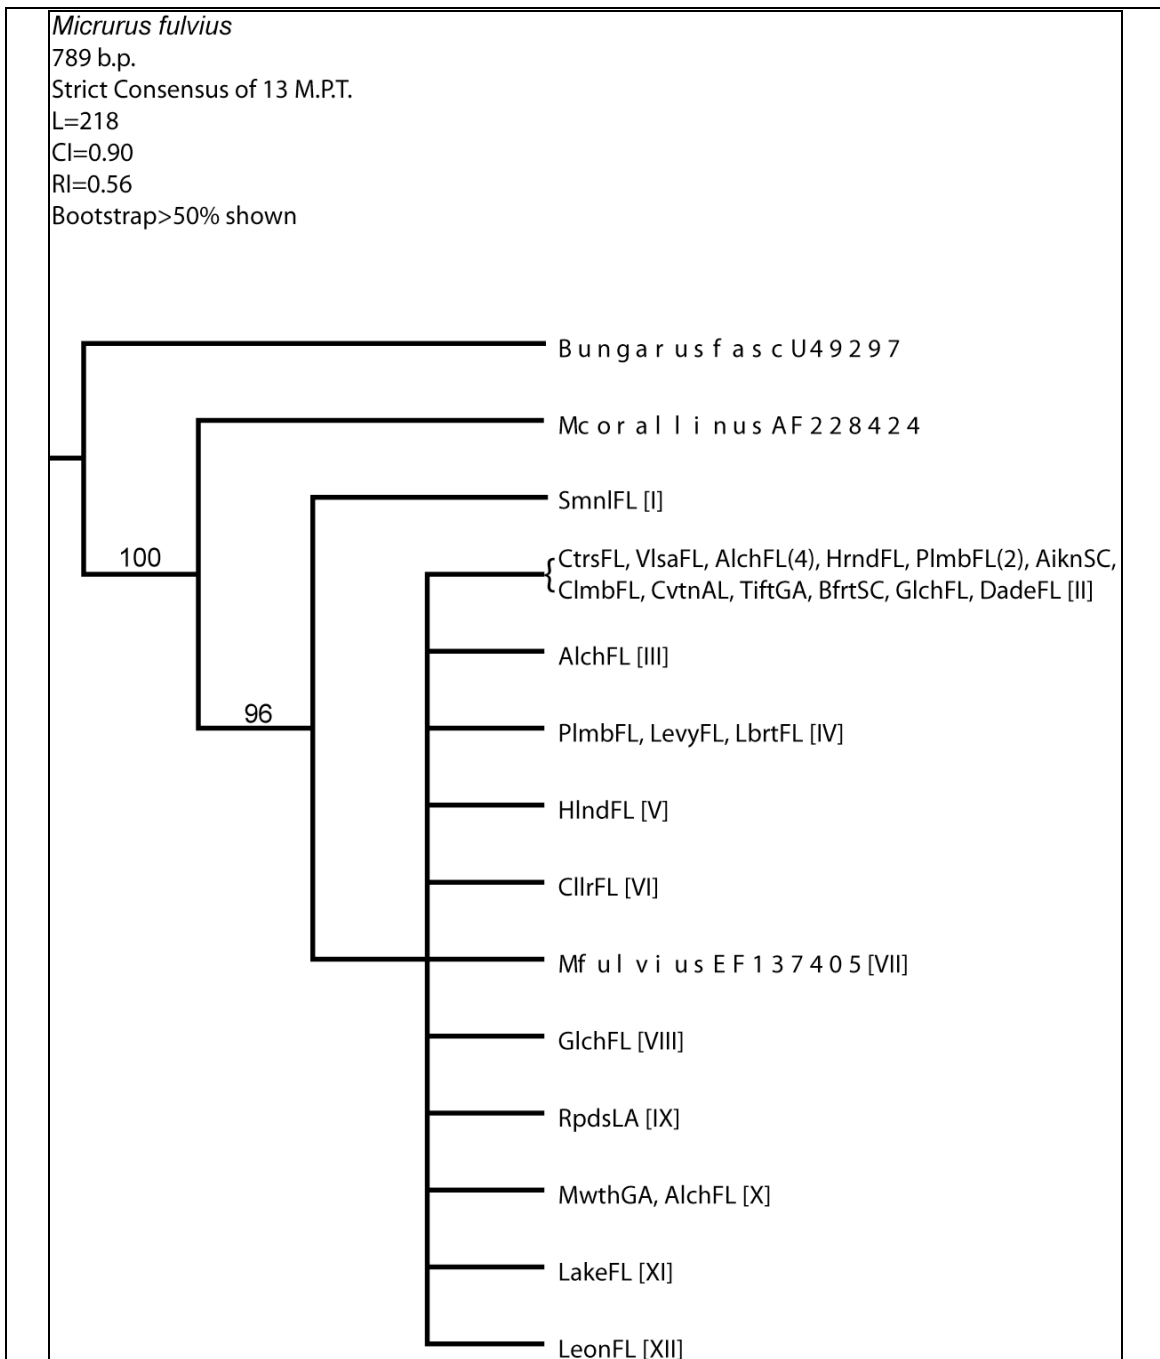 Micrurus fulvius
789 b.p.
Strict Consensus of 13 M.P.T.
L=218
CI=0.90
RI=0.56
Bootstrap>50% shown
BungarusfascU49297
McorallinusAF228424
SmnlFL [I]
100
CtrsFL, VlsaFL, AlchFL(4), HrndFL, PlmbFL(2), AiknSC,
ClmbFL, CvtnAL, TiftGA, BfrtSC, GlchFL, DadeFL [II]
AlchFL [III]
96
PlmbFL, LevyFL, LbrtFL [IV]
HlndFL [V]
CllrFL [VI]
MfulviusEF137405 [VII]
GlchFL [VIII]
RpdsLA [IX]
MwthGA, AlchFL [X]
LakeFL [XI]
LeonFL [XII]